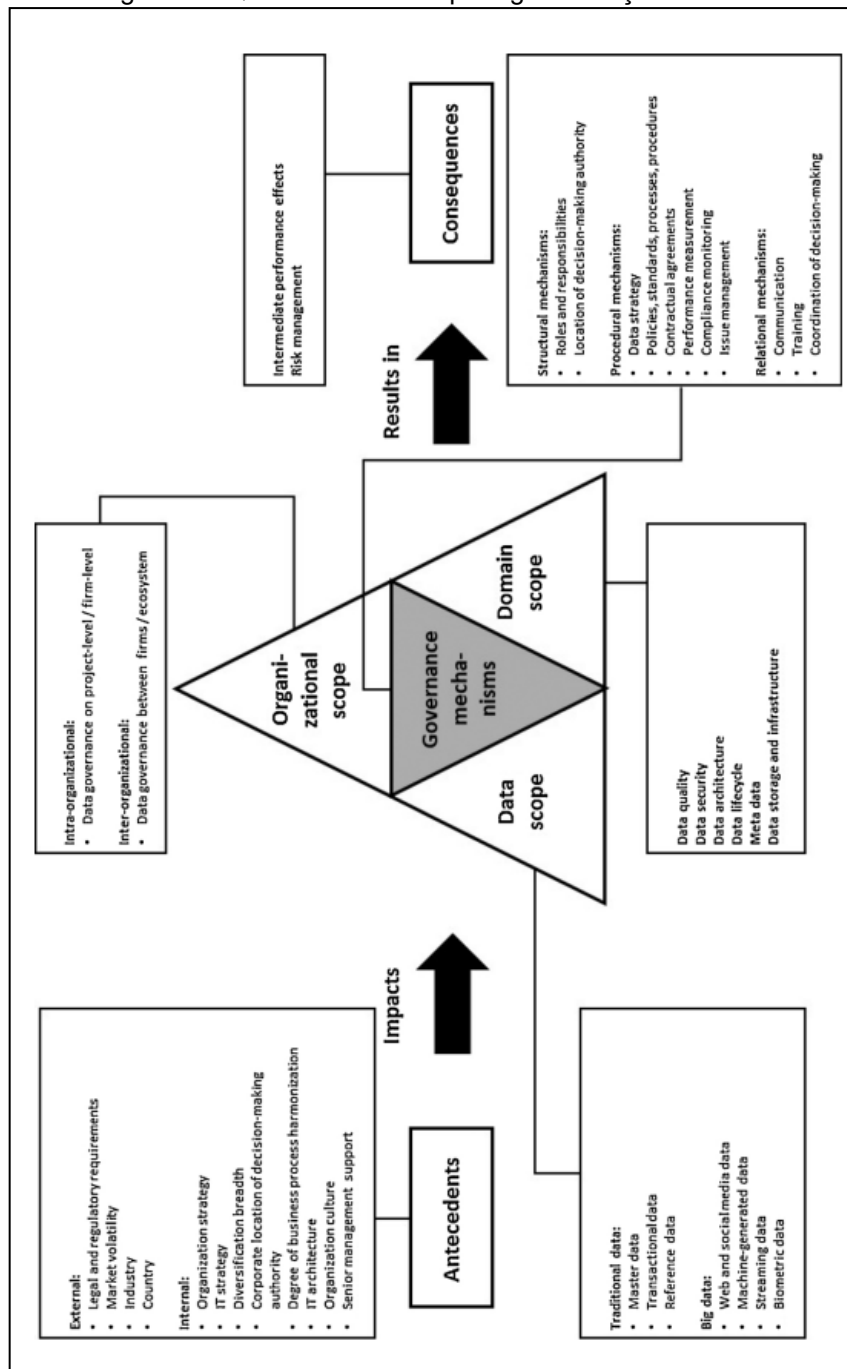 External:
• Legal and regulatory requirements
• Market volatility
• Industry
• Country
Internal:
• Organization strategy
• IT strategy
• Diversification breadth
• Corporate location of decision-making
authority
• Degree of business process harmonization
• IT architecture
• Organization culture
• Senior management support
Antecedents
Traditional data:
• Master data
• Transactional data
• Reference data
Big data:
• Web and social media data
• Machine-generated data
• Streaming data
• Biometric data
Impacts
Intra-organizational:
• Data governance on project-level / firm-level
Inter-organizational:
• Data governance between firms / ecosystem
Organi-
zational
scope
Governance
mecha-
nisms
Data
scope
Domain
scope
Data quality
Data security
Data architecture
Data lifecycle
Meta data
Data storage and infrastructure
Results in
Intermediate performance effects
Risk management
Consequences
Structural mechanisms:
• Roles and responsibilities
• Location of decision-making authority
Procedural mechanisms:
• Data strategy
• Policies, standards, processes, procedures
• Contractual agreements
• Performance measurement
• Compliance monitoring
• Issue management
Relational mechanisms:
• Communication
• Training
• Coordination of decision-making